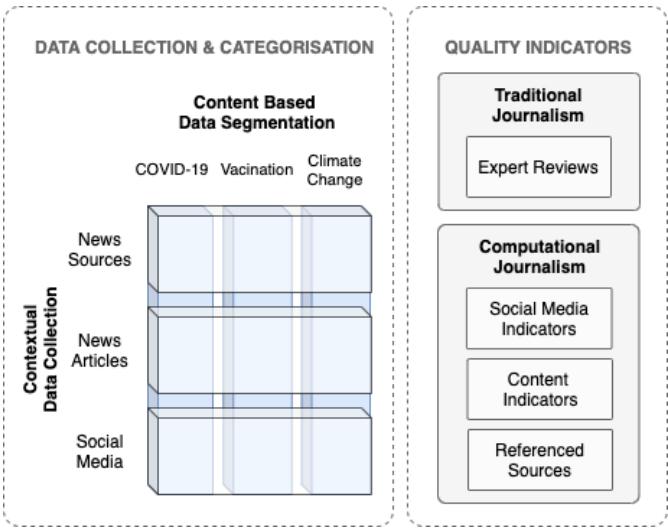 DATA COLLECTION & CATEGORISATION
Content Based
Data Segmentation
COVID-19
Vacination
Climate
Change
Contextual
Data Collection
News
Sources
News
Articles
Social
Media
QUALITY INDICATORS
Traditional
Journalism
Expert Reviews
Computational
Journalism
Social Media
Indicators
Content
Indicators
Referenced
Sources